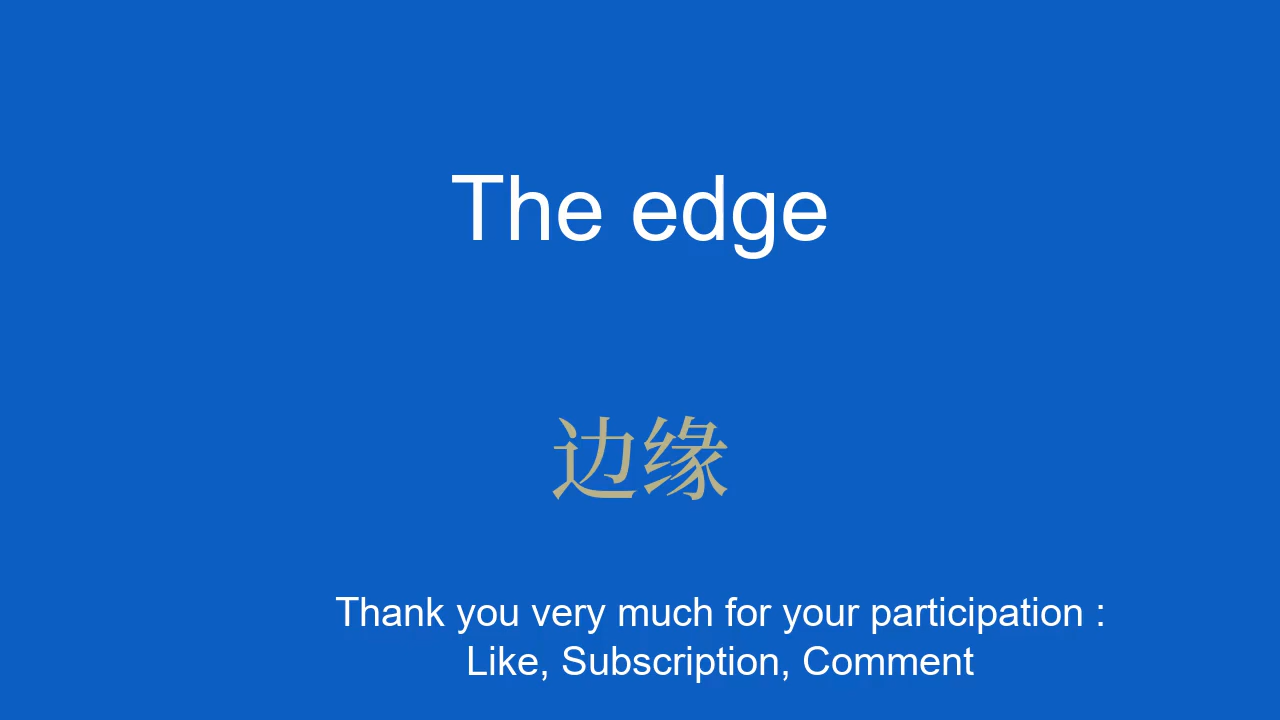 The edge
边缘
Thank you very much for your participation :
Like, Subscription, Comment